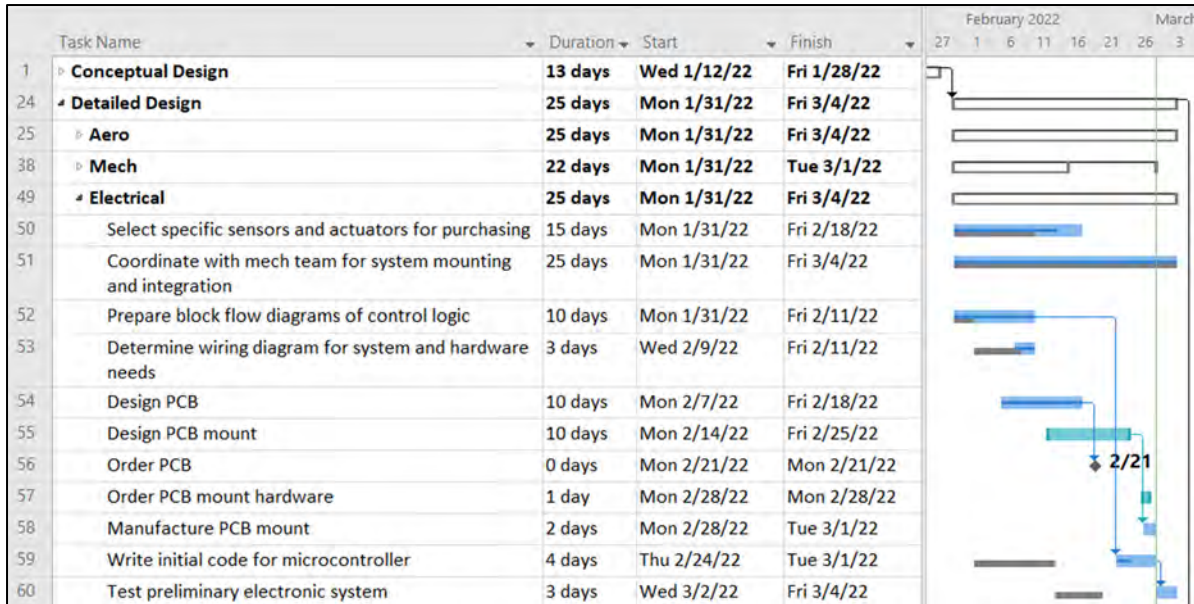 February 2022 March
Task Name Duration Start Finish 27 1 6 11 16 21 26 3
1 Conceptual Design 13 days Wed 1/12/22 Fri 1/28/22
24 Detailed Design 25 days Mon 1/31/22 Fri 3/4/22
25 Aero 25 days Mon 1/31/22 Fri 3/4/22
38 Mech 22 days Mon 1/31/22 Tue 3/1/22
49 Electrical 25 days Mon 1/31/22 Fri 3/4/22
50 Select specific sensors and actuators for purchasing 15 days Mon 1/31/22 Fri 2/18/22
51 Coordinate with mech team for system mounting 25 days Mon 1/31/22 Fri 3/4/22
and integration
52 Prepare block flow diagrams of control logic 10 days Mon 1/31/22 Fri 2/11/22
53 Determine wiring diagram for system and hardware 3 days Wed 2/9/22 Fri 2/11/22
needs
54 Design PCB 10 days Mon 2/7/22 Fri 2/18/22
55 Design PCB mount 10 days Mon 2/14/22 Fri 2/25/22
56 Order PCB 0 days Mon 2/21/22 Mon 2/21/22 2/21
57 Order PCB mount hardware 1 day Mon 2/28/22 Mon 2/28/22
58 Manufacture PCB mount 2 days Mon 2/28/22 Tue 3/1/22
59 Write initial code for microcontroller 4 days Thu 2/24/22 Tue 3/1/22
60 Test preliminary electronic system 3 days Wed 3/2/22 Fri 3/4/22